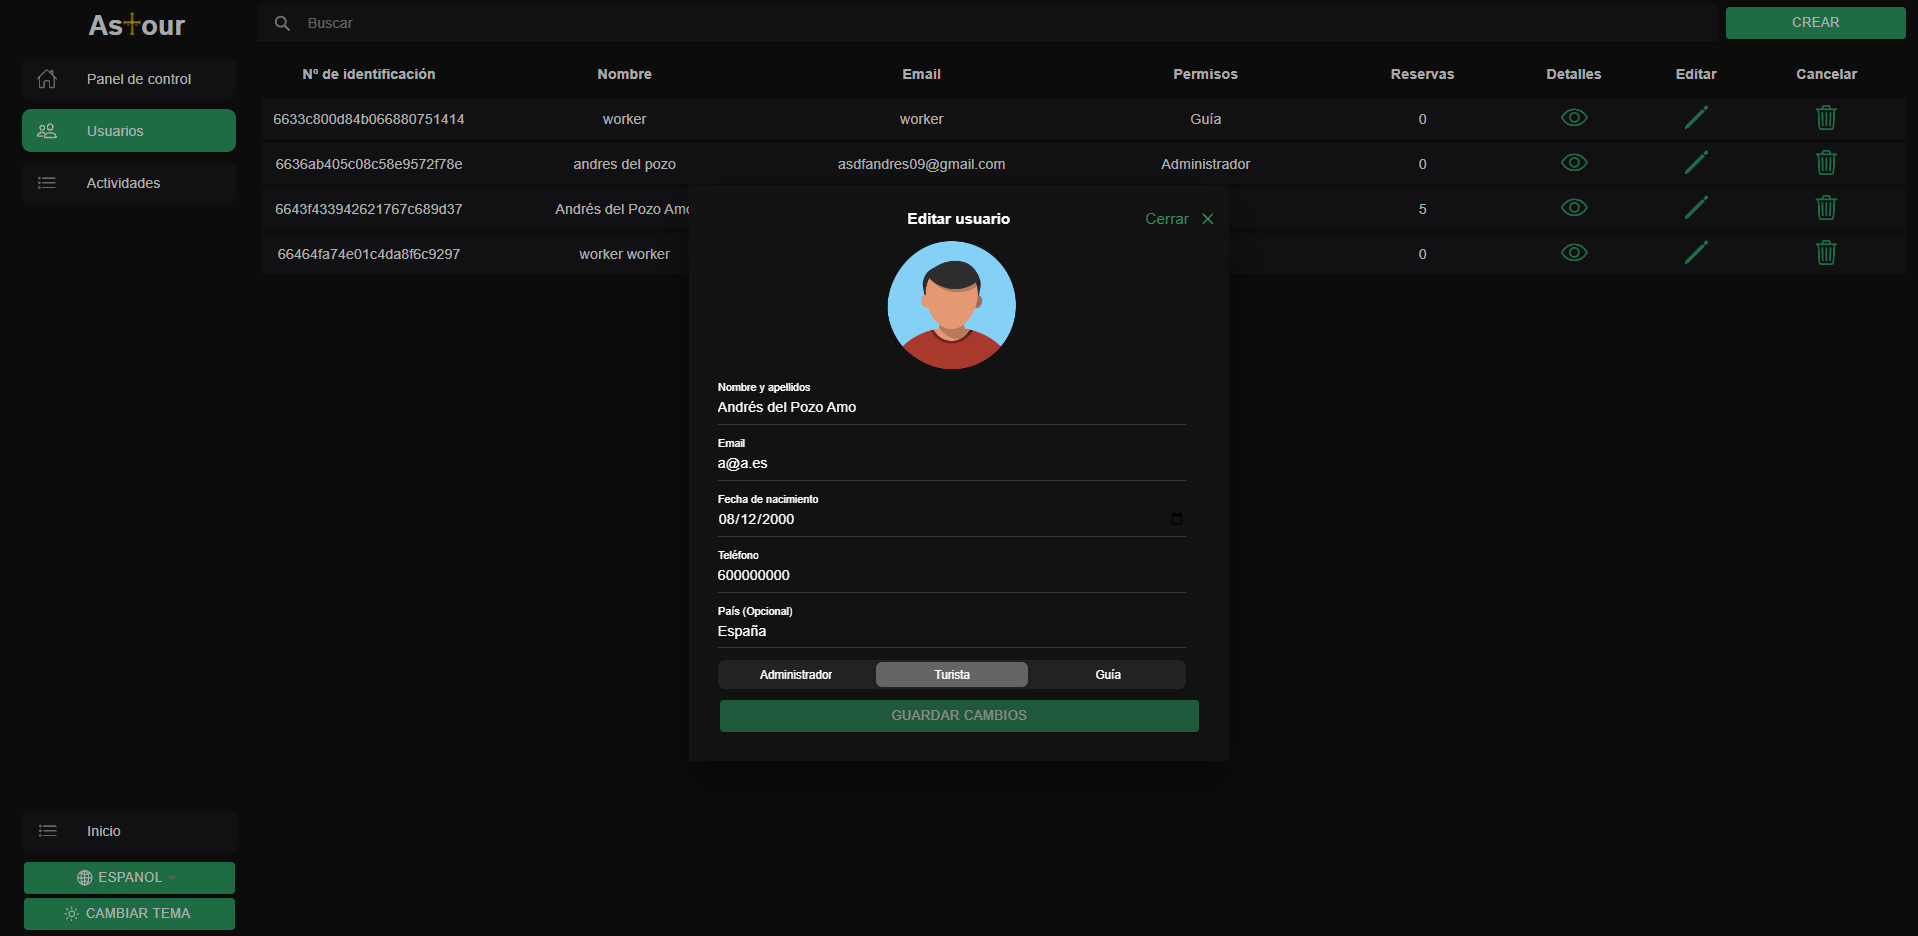 Astour
Buscar
CREAR
Panel de control
Usuarios
Actividades
Nº de identificación Nombre Email Permisos Reservas Detalles Editar Cancelar
6633c800d84b066880751414 worker worker Guía 0
6636ab405c08c58e9572f78e andres del pozo asdfandres09@gmail.com Administrador 0
6643f433942621767c689d37 Andrés del Pozo Amo 5
66464fa74e01c4da8f6c9297 worker worker 0
Editar usuario
Cerrar
Nombre y apellidos
Andrés del Pozo Amo
Email
a@a.es
Fecha de nacimiento
08/12/2000
Teléfono
600000000
País (Opcional)
España
Administrador Turista Guía
GUARDAR CAMBIOS
Inicio
ESPANOL
CAMBIAR TEMA